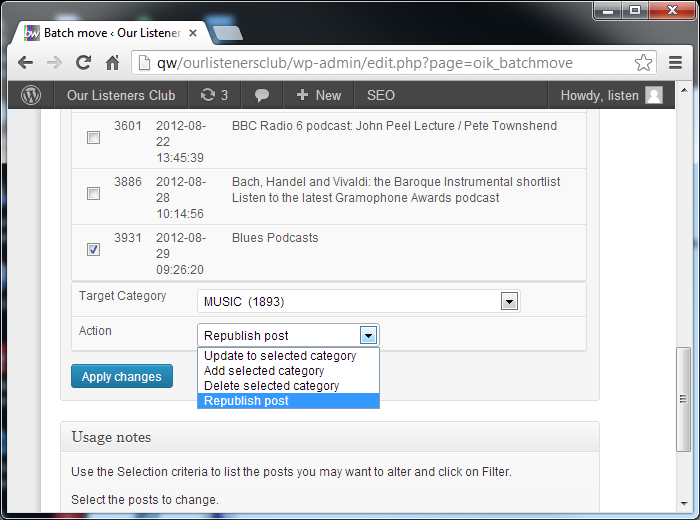 bw Batch move ‹ Our Listener
qw/ourlistenersclub/wp-admin/edit.php?page=oik_batchmove
Our Listeners Club 3 New SEO Howdy, listen
3601 2012-08- BBC Radio 6 podcast: John Peel Lecture / Pete Townshend
22
13:45:39
3886 2012-08- Bach, Handel and Vivaldi: the Baroque Instrumental shortlist
28 Listen to the latest Gramophone Awards podcast
10:14:56
3931 2012-08- Blues Podcasts
29
09:26:20
Target Category MUSIC (1893)
Action Republish post
Update to selected category
Add selected category
Delete selected category
Republish post
Apply changes
Usage notes
Use the Selection criteria to list the posts you may want to alter and click on Filter.
Select the posts to change.